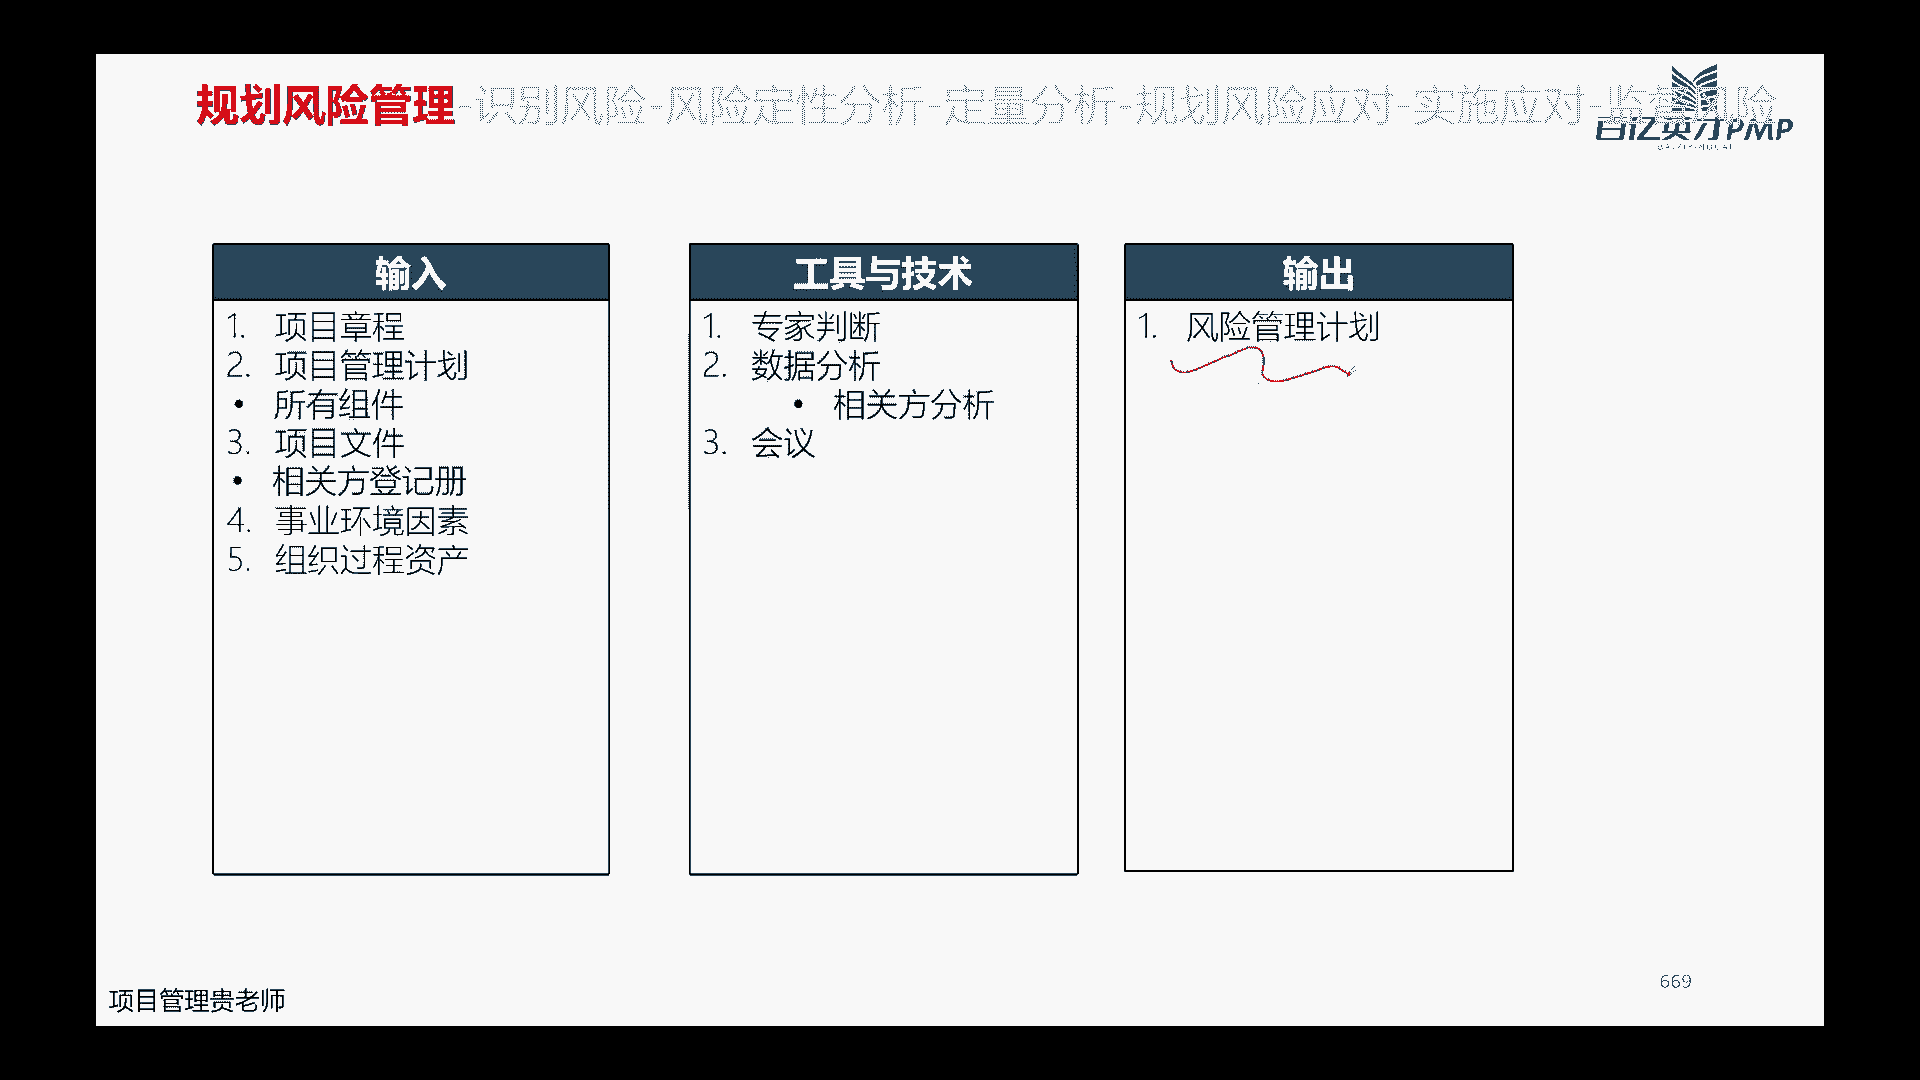 规划风险管理-识别风险-风险定性分析-定量分析-规划风险应对-实施应对-监督风险
百亿英才PMP
输入
1. 项目章程
2. 项目管理计划
• 所有组件
3. 项目文件
• 相关方登记册
4. 事业环境因素
5. 组织过程资产
工具与技术
1. 专家判断
2. 数据分析
• 相关方分析
3. 会议
输出
1. 风险管理计划
项目管理贵老师
669